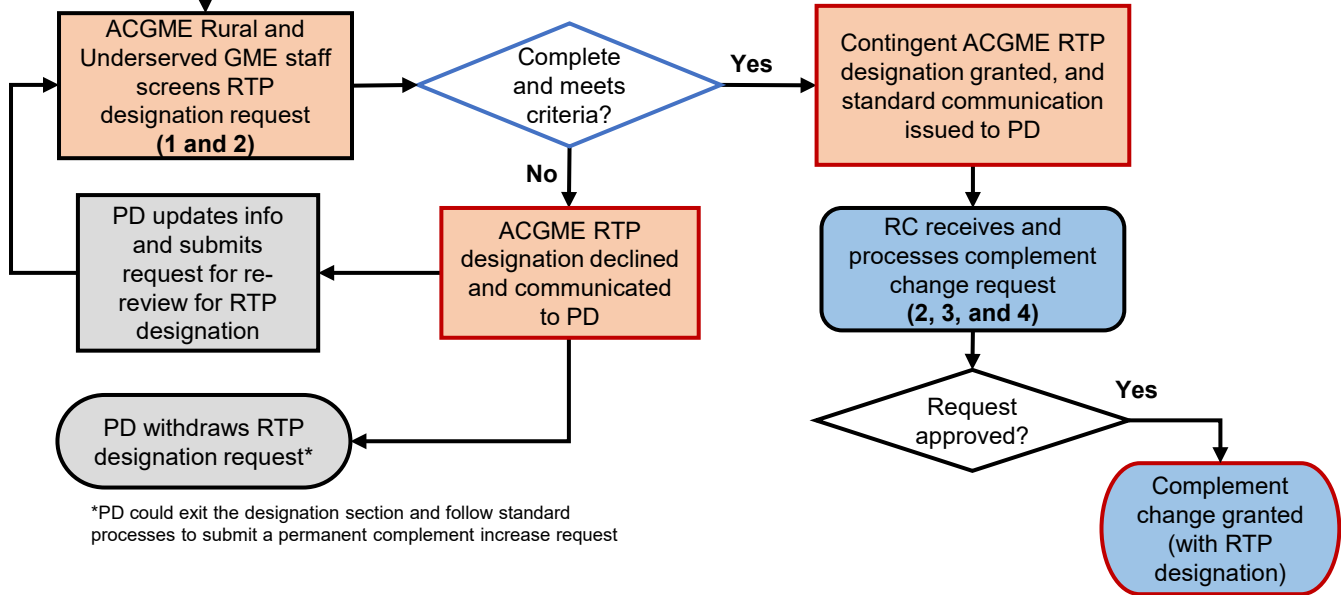 ACGME Rural and
Underserved GME staff
screens RTP
designation request
(1 and 2)
Complete
and meets
criteria?
Yes
Contingent ACGME RTP
designation granted, and
standard communication
issued to PD
No
PD updates info
and submits
request for re-
review for RTP
designation
ACGME RTP
designation declined
and communicated
to PD
RC receives and
processes complement
change request
(2, 3, and 4)
PD withdraws RTP
designation request*
Request
approved?
Yes
*PD could exit the designation section and follow standard
processes to submit a permanent complement increase request
Complement
change granted
(with RTP
designation)